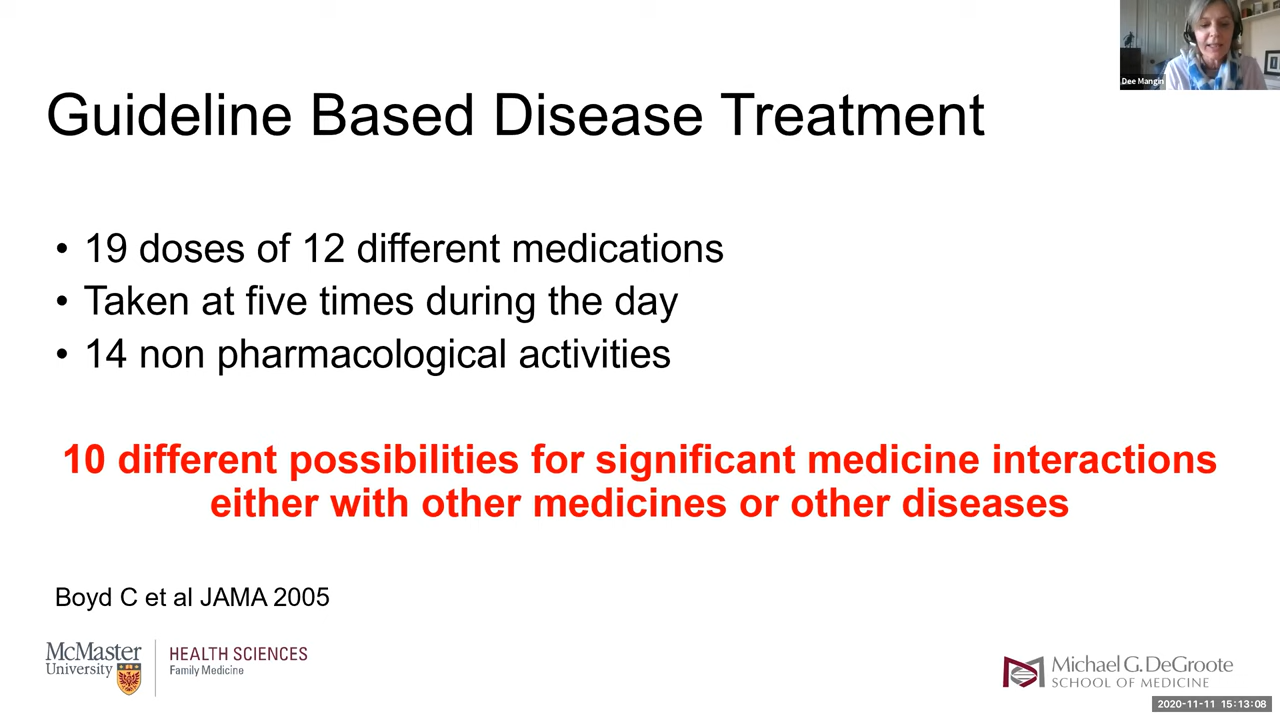 Dee Mangin
Guideline Based Disease Treatment
• 19 doses of 12 different medications
• Taken at five times during the day
• 14 non pharmacological activities
10 different possibilities for significant medicine interactions
either with other medicines or other diseases
Boyd C et al JAMA 2005
McMaster
University
HEALTH SCIENCES
Family Medicine
Michael G. DeGroote
SCHOOL OF MEDICINE
2020-11-11 15:13:08